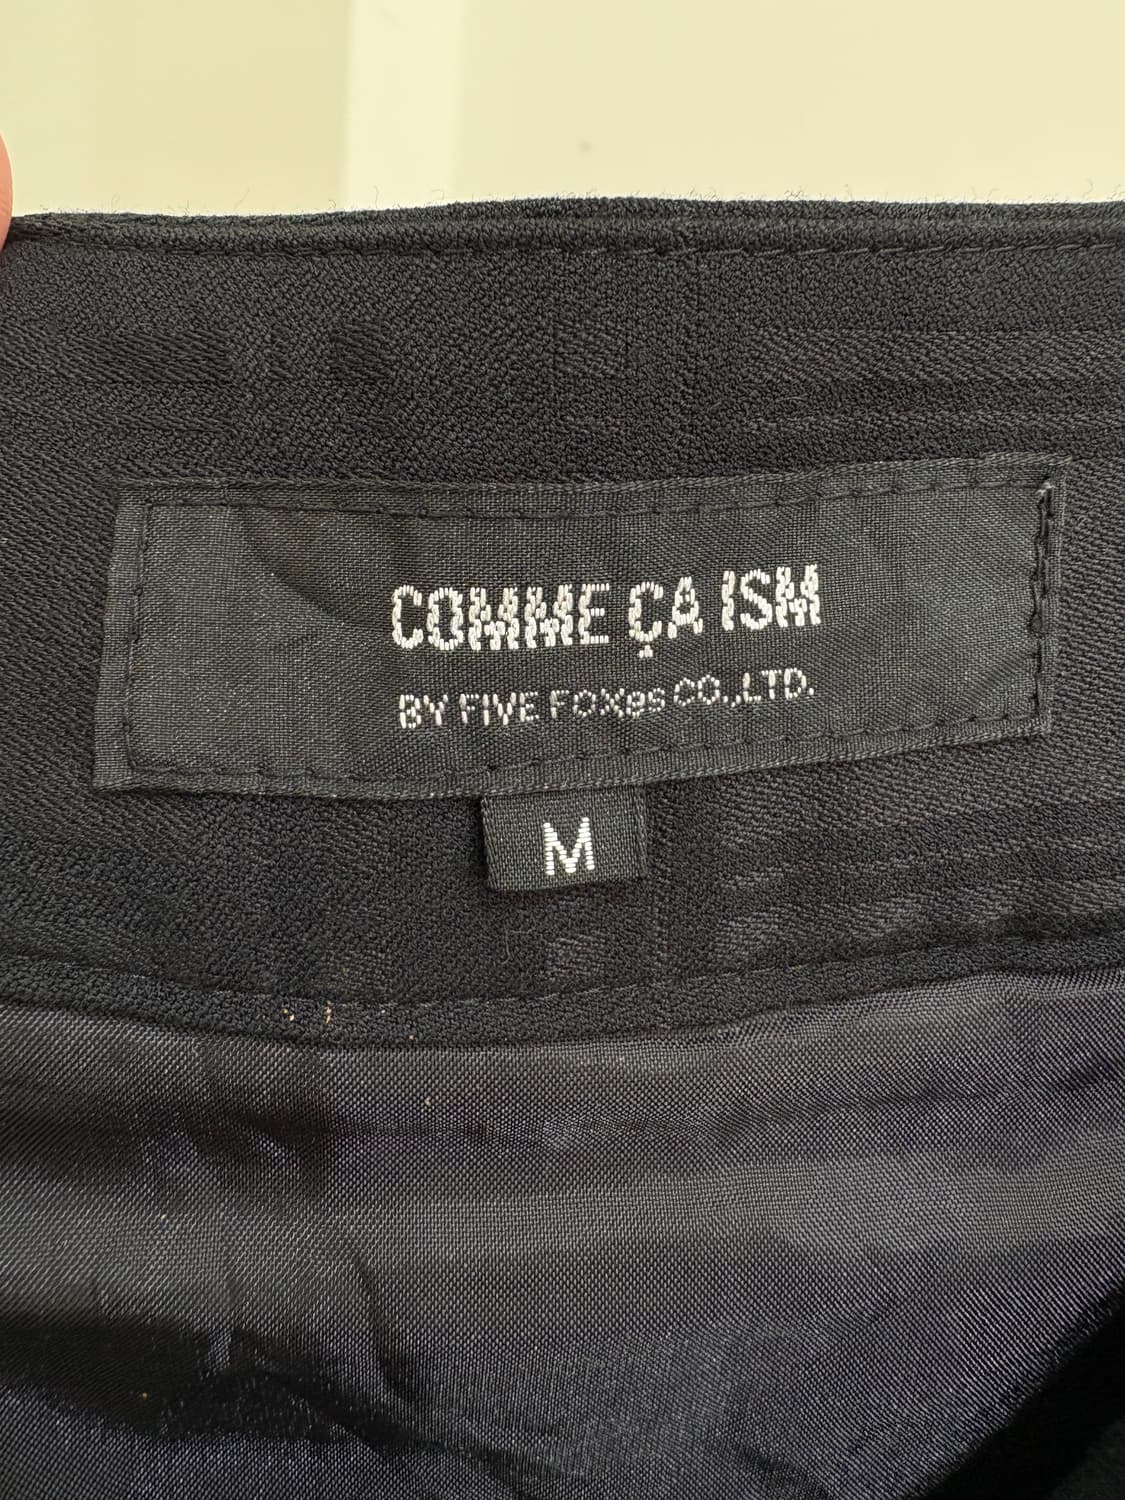 COMME ÇA ISM
BY FIVE FOXes CO.,LTD.
M